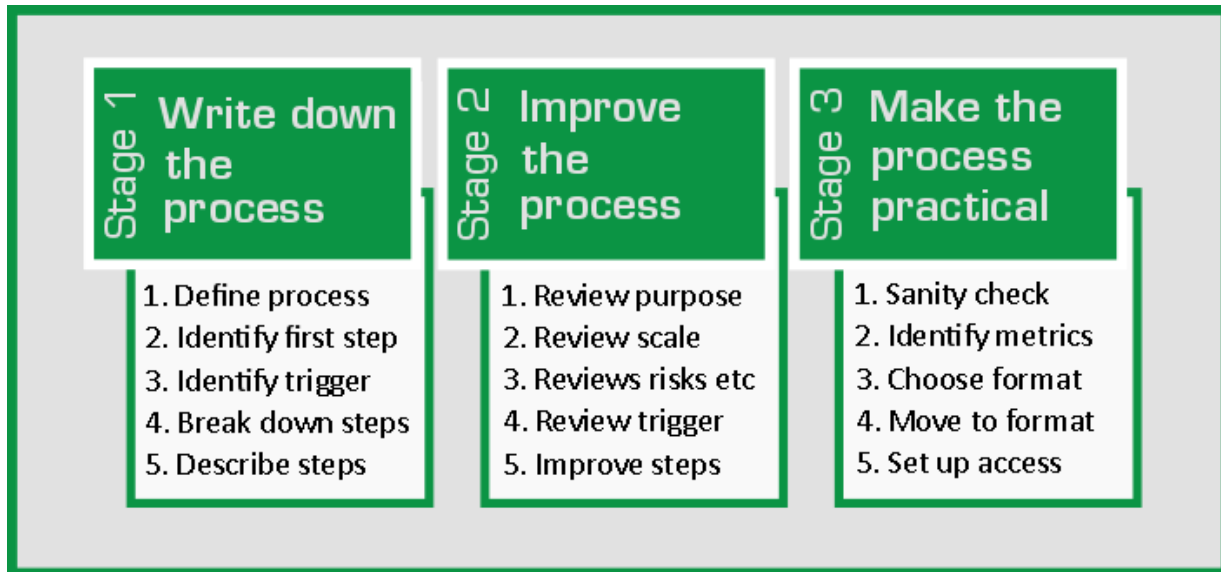 Stage 1
Write down
the
process
1. Define process
2. Identify first step
3. Identify trigger
4. Break down steps
5. Describe steps
Stage 2
Improve
the
process
1. Review purpose
2. Review scale
3. Reviews risks etc
4. Review trigger
5. Improve steps
Stage 3
Make the
process
practical
1. Sanity check
2. Identify metrics
3. Choose format
4. Move to format
5. Set up access